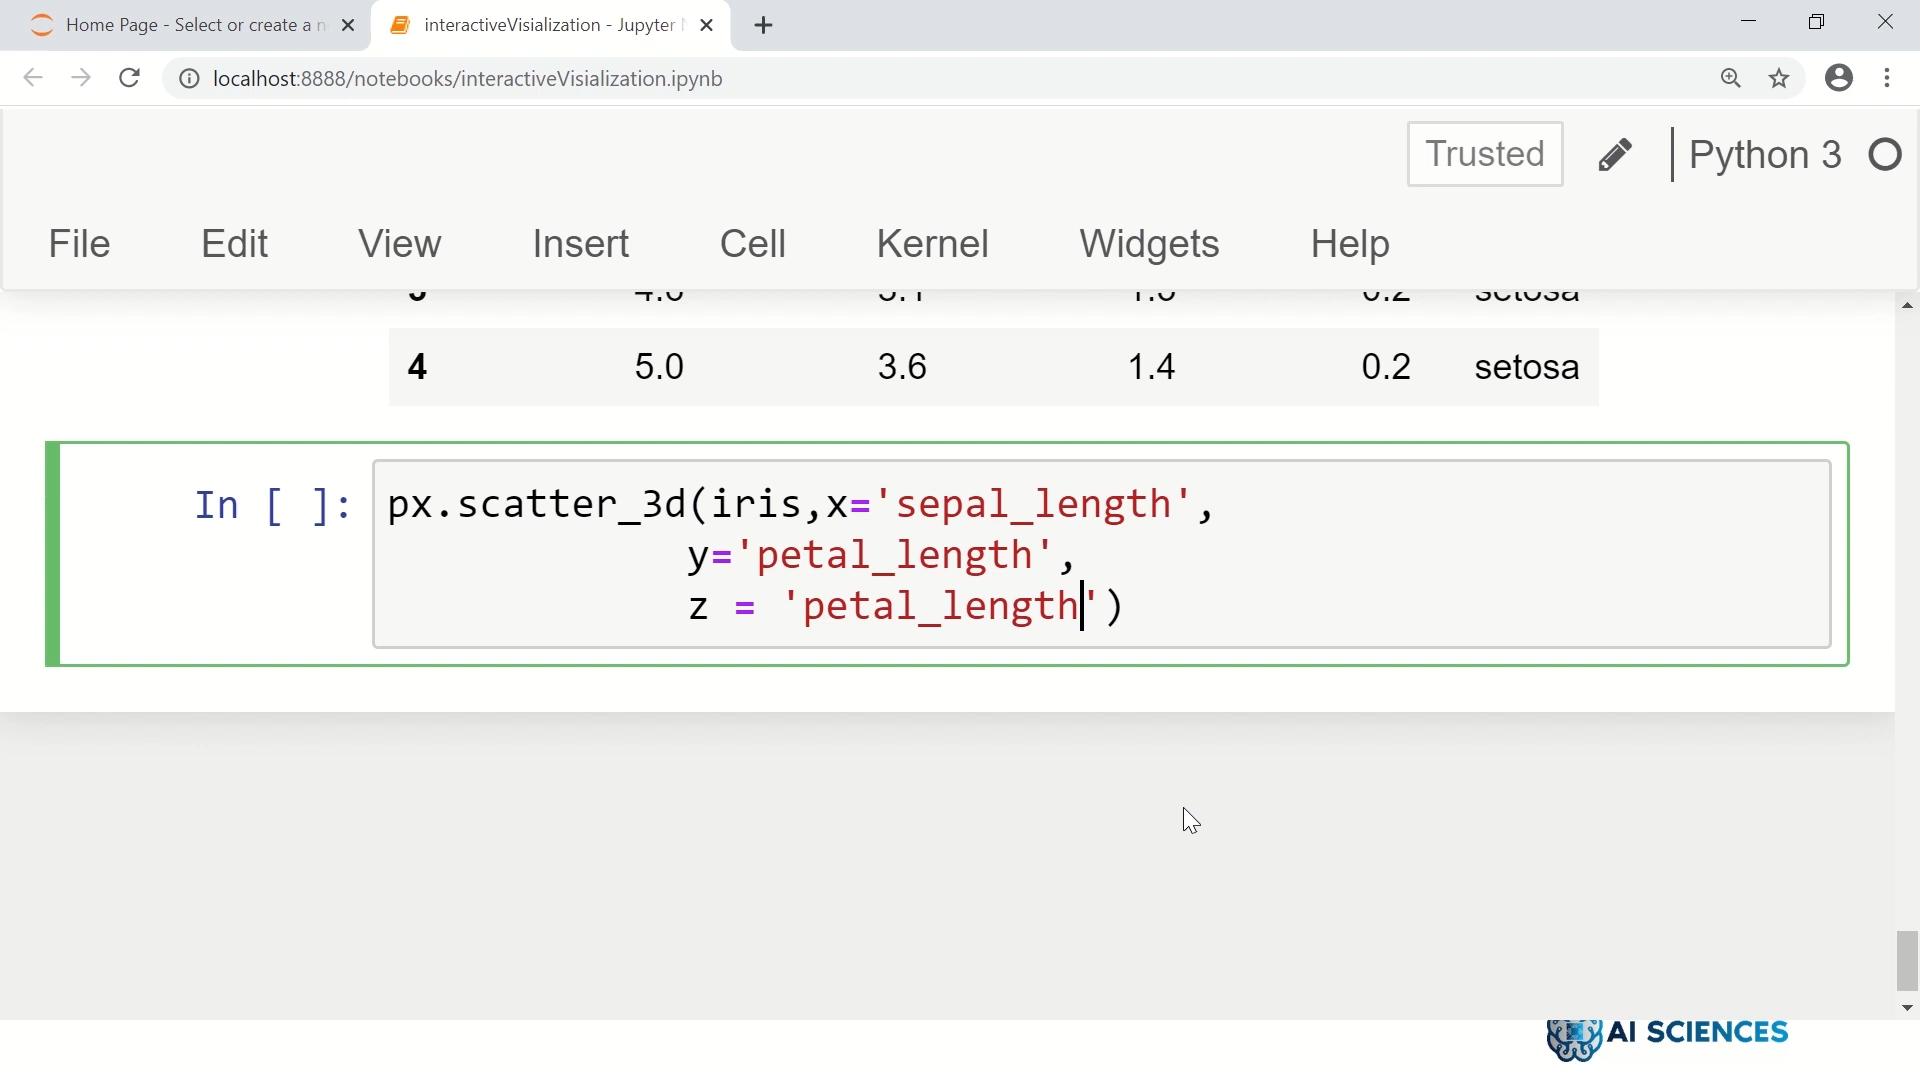 Home Page - Select or create a n
interactiveVisialization - Jupyter N
localhost:8888/notebooks/interactiveVisialization.ipynb
Trusted
Python 3
File Edit View Insert Cell Kernel Widgets Help
setosa
4 5.0 3.6 1.4 0.2 setosa
In [ ]: px.scatter_3d(iris,x='sepal_length',
y='petal_length',
z = 'petal_length')
AI SCIENCES